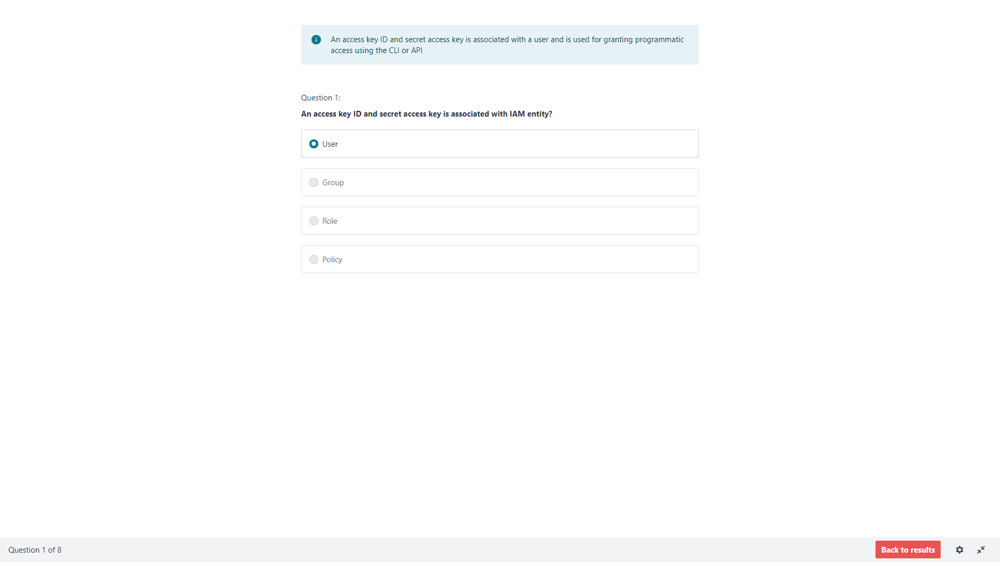 An access key ID and secret access key is associated with a user and is used for granting programmatic
access using the CLI or API
Question 1:
An access key ID and secret access key is associated with IAM entity?
User
Group
Role
Policy
Question 1 of 8
Back to results